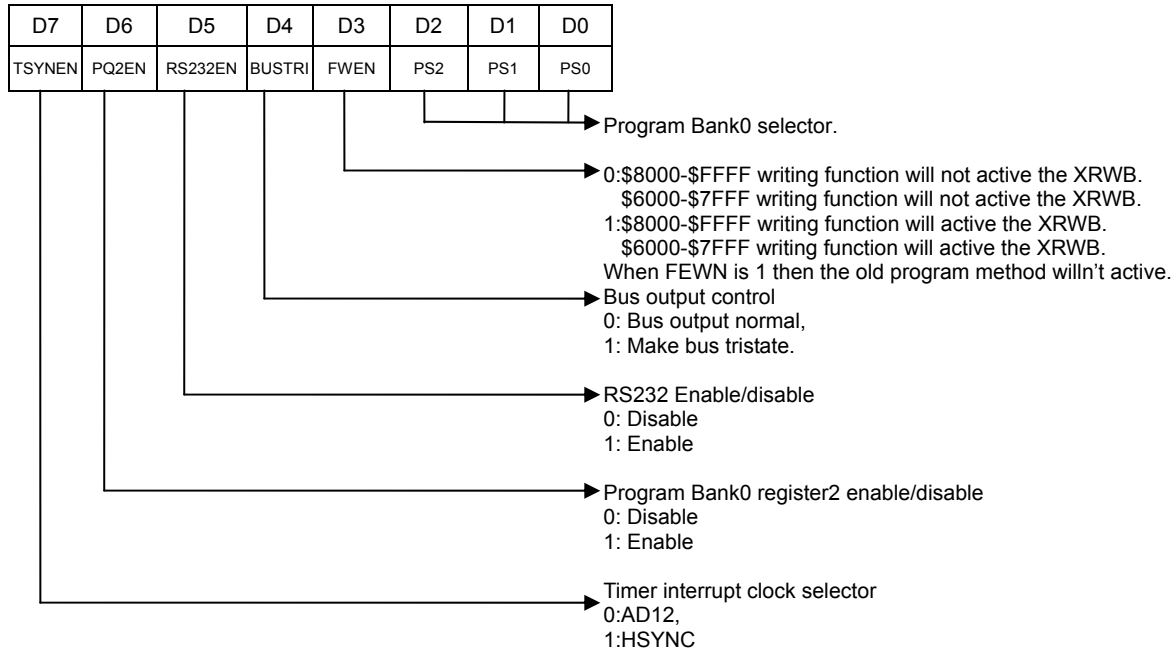 D7 D6 D5 D4 D3 D2 D1 D0
TSYNEN PQ2EN RS232EN BUSTRI FWEN PS2 PS1 PS0
Program Bank0 selector.
0:$8000-$FFFF writing function will not active the XRWB.
$6000-$7FFF writing function will not active the XRWB.
1:$8000-$FFFF writing function will active the XRWB.
$6000-$7FFF writing function will active the XRWB.
When FEWN is 1 then the old program method willn't active.
Bus output control
0: Bus output normal,
1: Make bus tristate.
RS232 Enable/disable
0: Disable
1: Enable
Program Bank0 register2 enable/disable
0: Disable
1: Enable
Timer interrupt clock selector
0:AD12,
1:HSYNC